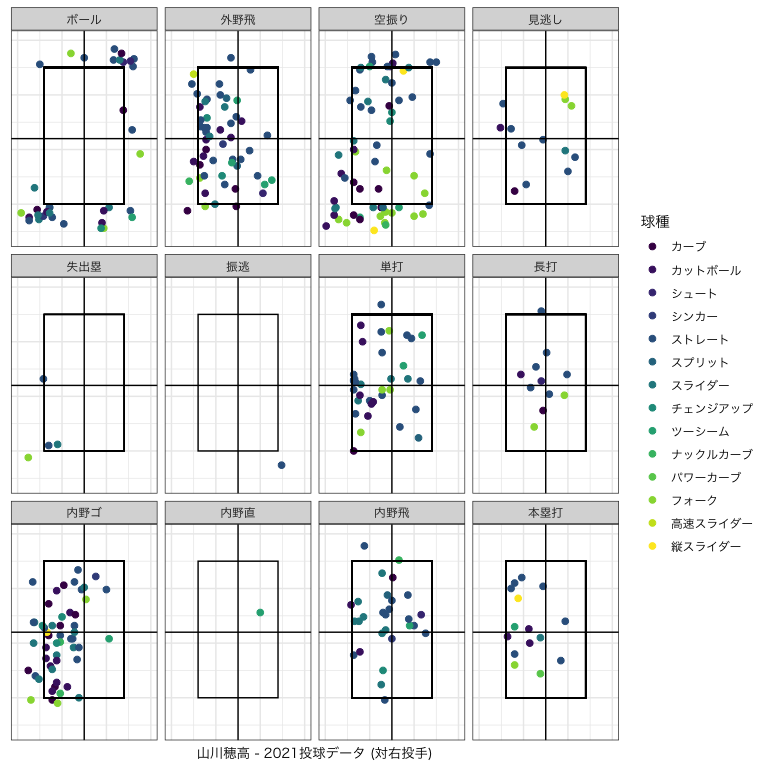 ボール
外野飛
空振り
見逃し
失出塁
振逃
単打
長打
内野ゴ
内野直
内野飛
本塁打
球種
カーブ
カットボール
シュート
シンカー
ストレート
スプリット
スライダー
チェンジアップ
ツーシーム
ナックルカーブ
パワーカーブ
フォーク
高速スライダー
縦スライダー
山川穂高 - 2021投球データ (対右投手)